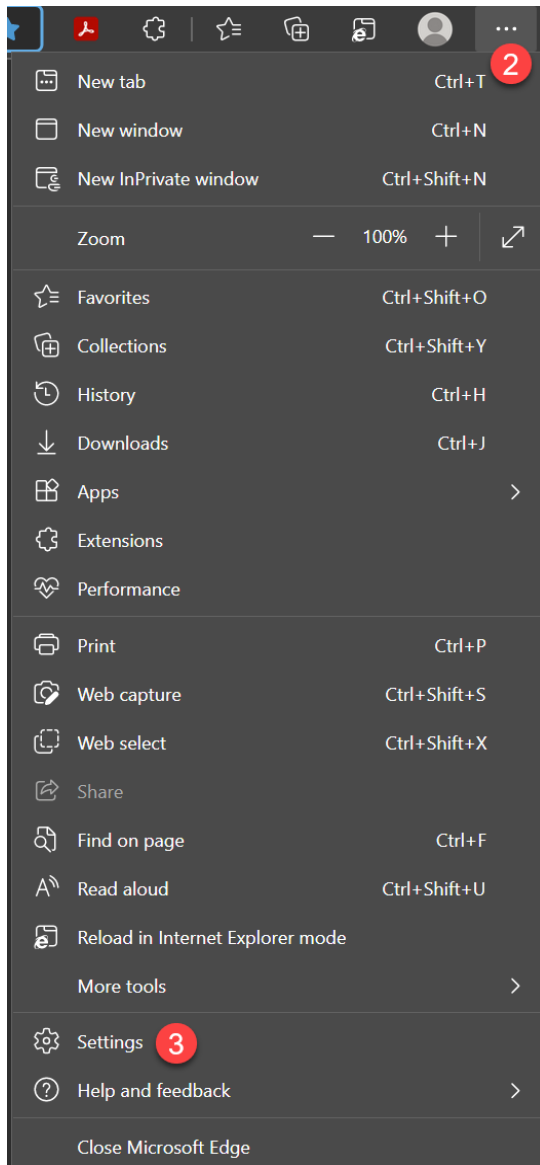 2
New tab Ctrl+T
New window Ctrl+N
New InPrivate window Ctrl+Shift+N
Zoom — 100% +
Favorites Ctrl+Shift+O
Collections Ctrl+Shift+Y
History Ctrl+H
Downloads Ctrl+J
Apps
Extensions
Performance
Print Ctrl+P
Web capture Ctrl+Shift+S
Web select Ctrl+Shift+X
Share
Find on page Ctrl+F
Read aloud Ctrl+Shift+U
Reload in Internet Explorer mode
More tools
Settings 3
Help and feedback
Close Microsoft Edge